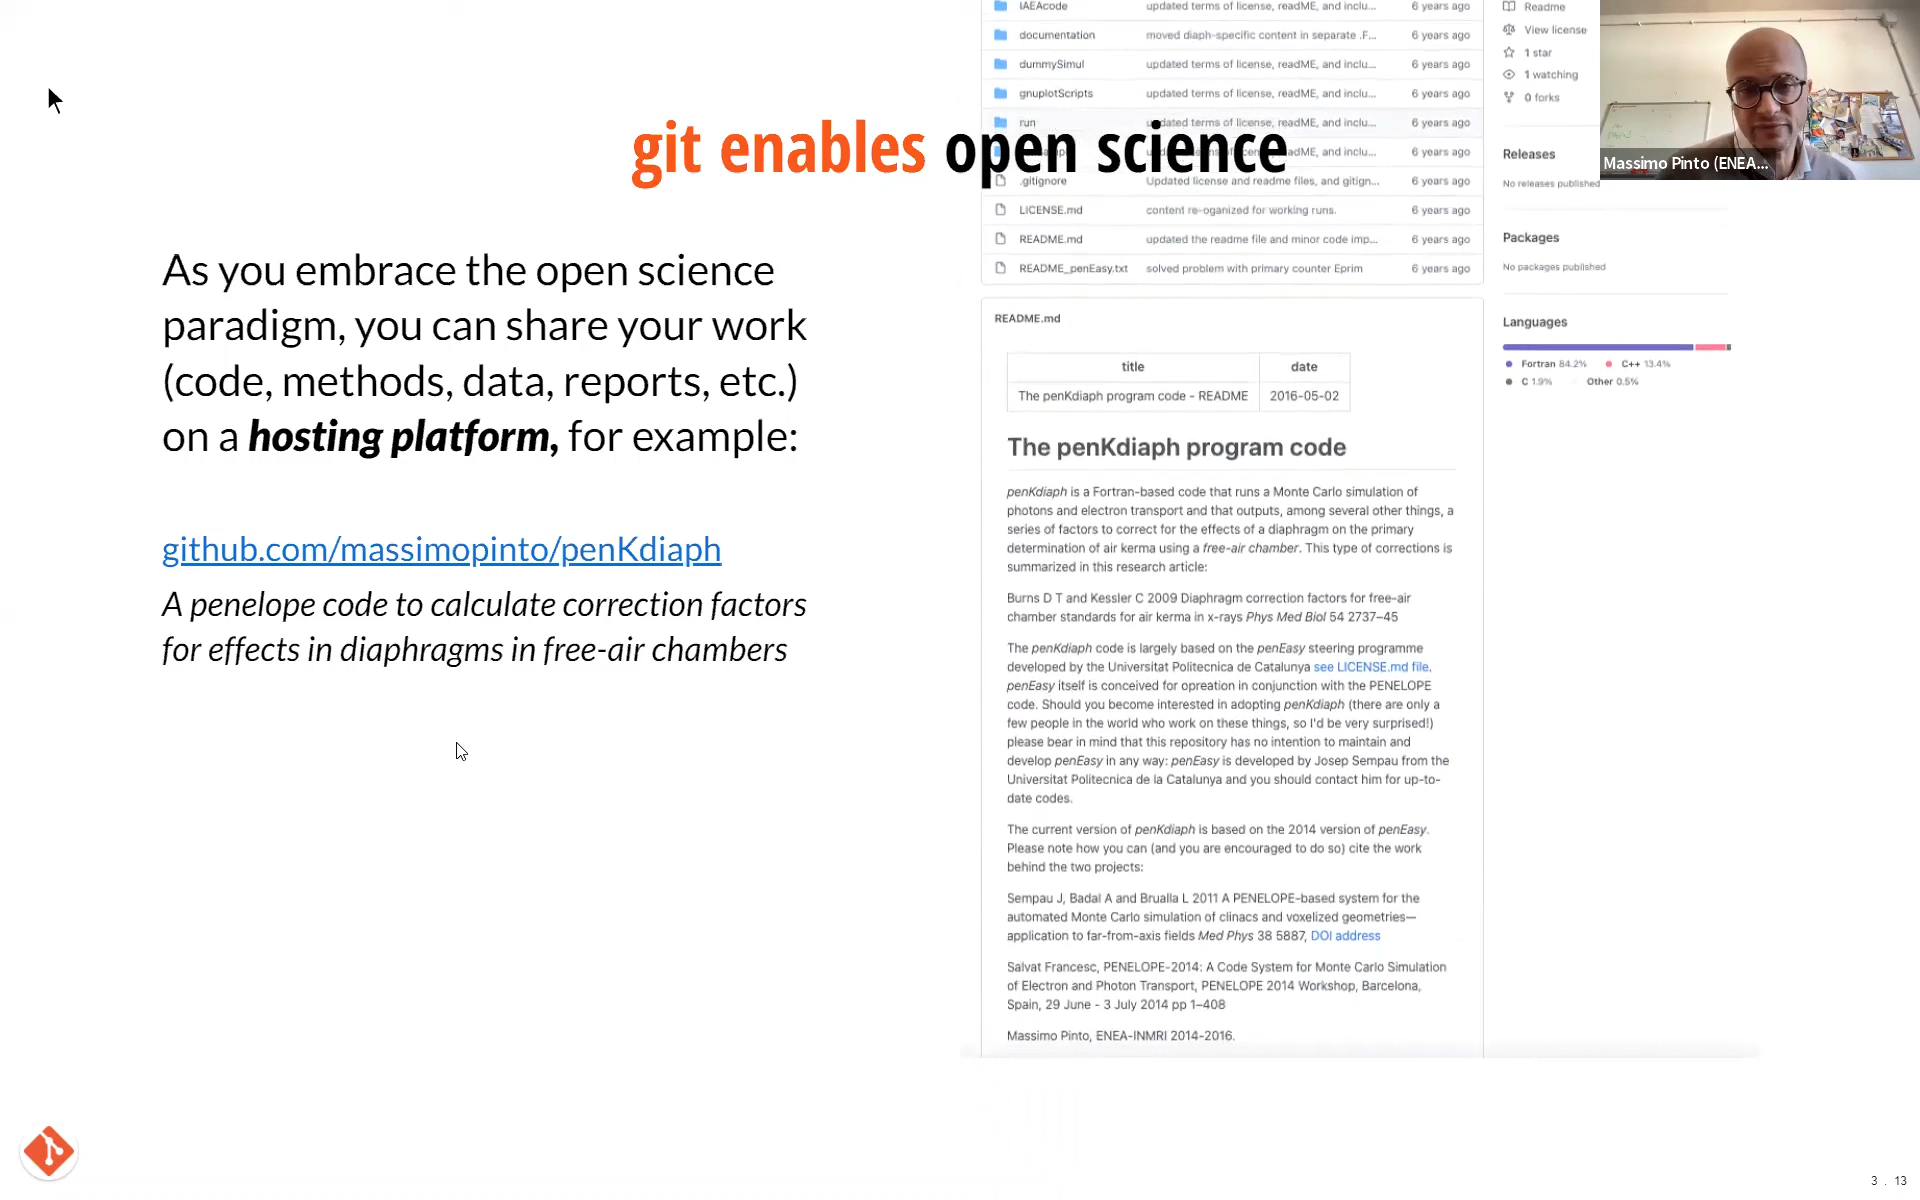 git enables open science
As you embrace the open science
paradigm, you can share your work
(code, methods, data, reports, etc.)
on a hosting platform, for example:
github.com/massimopinto/penKdiaph
A penelope code to calculate correction factors
for effects in diaphragms in free-air chambers
IAEAcode updated terms of license, readME, and inclu... 6 years ago
documentation moved diaph-specific content in separate .F... 6 years ago
dummySimul updated terms of license, readME, and inclu... 6 years ago
gnuplotScripts updated terms of license, readME, and inclu... 6 years ago
run updated terms of license, readME, and inclu... 6 years ago
adME, and inclu... 6 years ago
.gitignore Updated license and readme files, and gitign... 6 years ago
LICENSE.md content re-oganized for working runs. 6 years ago
README.md updated the readme file and minor code imp... 6 years ago
README_penEasy.txt solved problem with primary counter Eprim 6 years ago
README.md
title date
The penKdiaph program code - README 2016-05-02
The penKdiaph program code
penKdiaph is a Fortran-based code that runs a Monte Carlo simulation of
photons and electron transport and that outputs, among several other things, a
series of factors to correct for the effects of a diaphragm on the primary
determination of air kerma using a free-air chamber. This type of corrections is
summarized in this research article:
Burns D T and Kessler C 2009 Diaphragm correction factors for free-air
chamber standards for air kerma in x-rays Phys Med Biol 54 2737–45
The penKdiaph code is largely based on the penEasy steering programme
developed by the Universitat Politecnica de Catalunya see LICENSE.md file.
penEasy itself is conceived for opreation in conjunction with the PENELOPE
code. Should you become interested in adopting penKdiaph (there are only a
few people in the world who work on these things, so I'd be very surprised!)
please bear in mind that this repository has no intention to maintain and
develop penEasy in any way: penEasy is developed by Josep Sempau from the
Universitat Politecnica de la Catalunya and you should contact him for up-to-
date codes.
The current version of penKdiaph is based on the 2014 version of penEasy.
Please note how you can (and you are encouraged to do so) cite the work
behind the two projects:
Sempau J, Badal A and Brualla L 2011 A PENELOPE-based system for the
automated Monte Carlo simulation of clinacs and voxelized geometries—
application to far-from-axis fields Med Phys 38 5887, DOI address
Salvat Francesc, PENELOPE-2014: A Code System for Monte Carlo Simulation
of Electron and Photon Transport, PENELOPE 2014 Workshop, Barcelona,
Spain, 29 June - 3 July 2014 pp 1–408
Massimo Pinto, ENEA-INMRI 2014-2016.
Readme
View license
1 star
1 watching
0 forks
Releases
No releases published
Packages
No packages published
Languages
Fortran 84.2% C++ 13.4%
C 1.9% Other 0.5%
Massimo Pinto (ENEA...
3 . 13